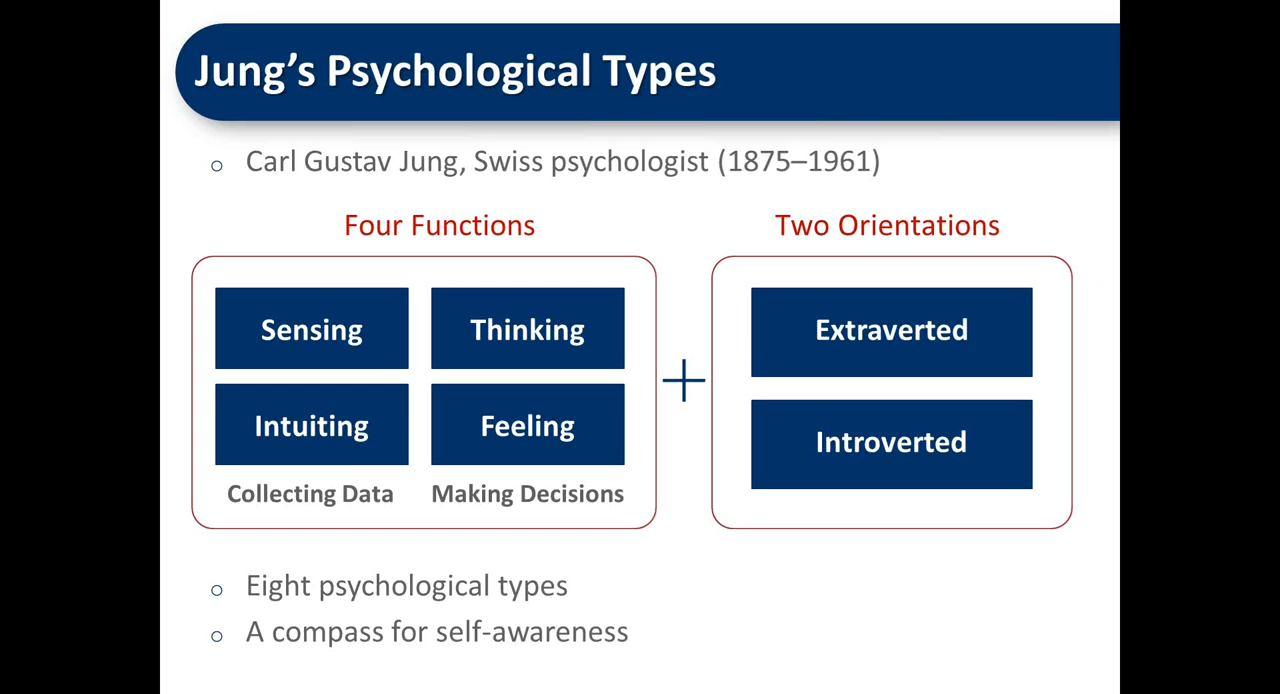 Jung’s Psychological Types
Carl Gustav Jung, Swiss psychologist (1875–1961)
Four Functions
Two Orientations
Sensing
Thinking
Intuiting
Feeling
Collecting Data
Making Decisions
+
Extraverted
Introverted
Eight psychological types
A compass for self-awareness